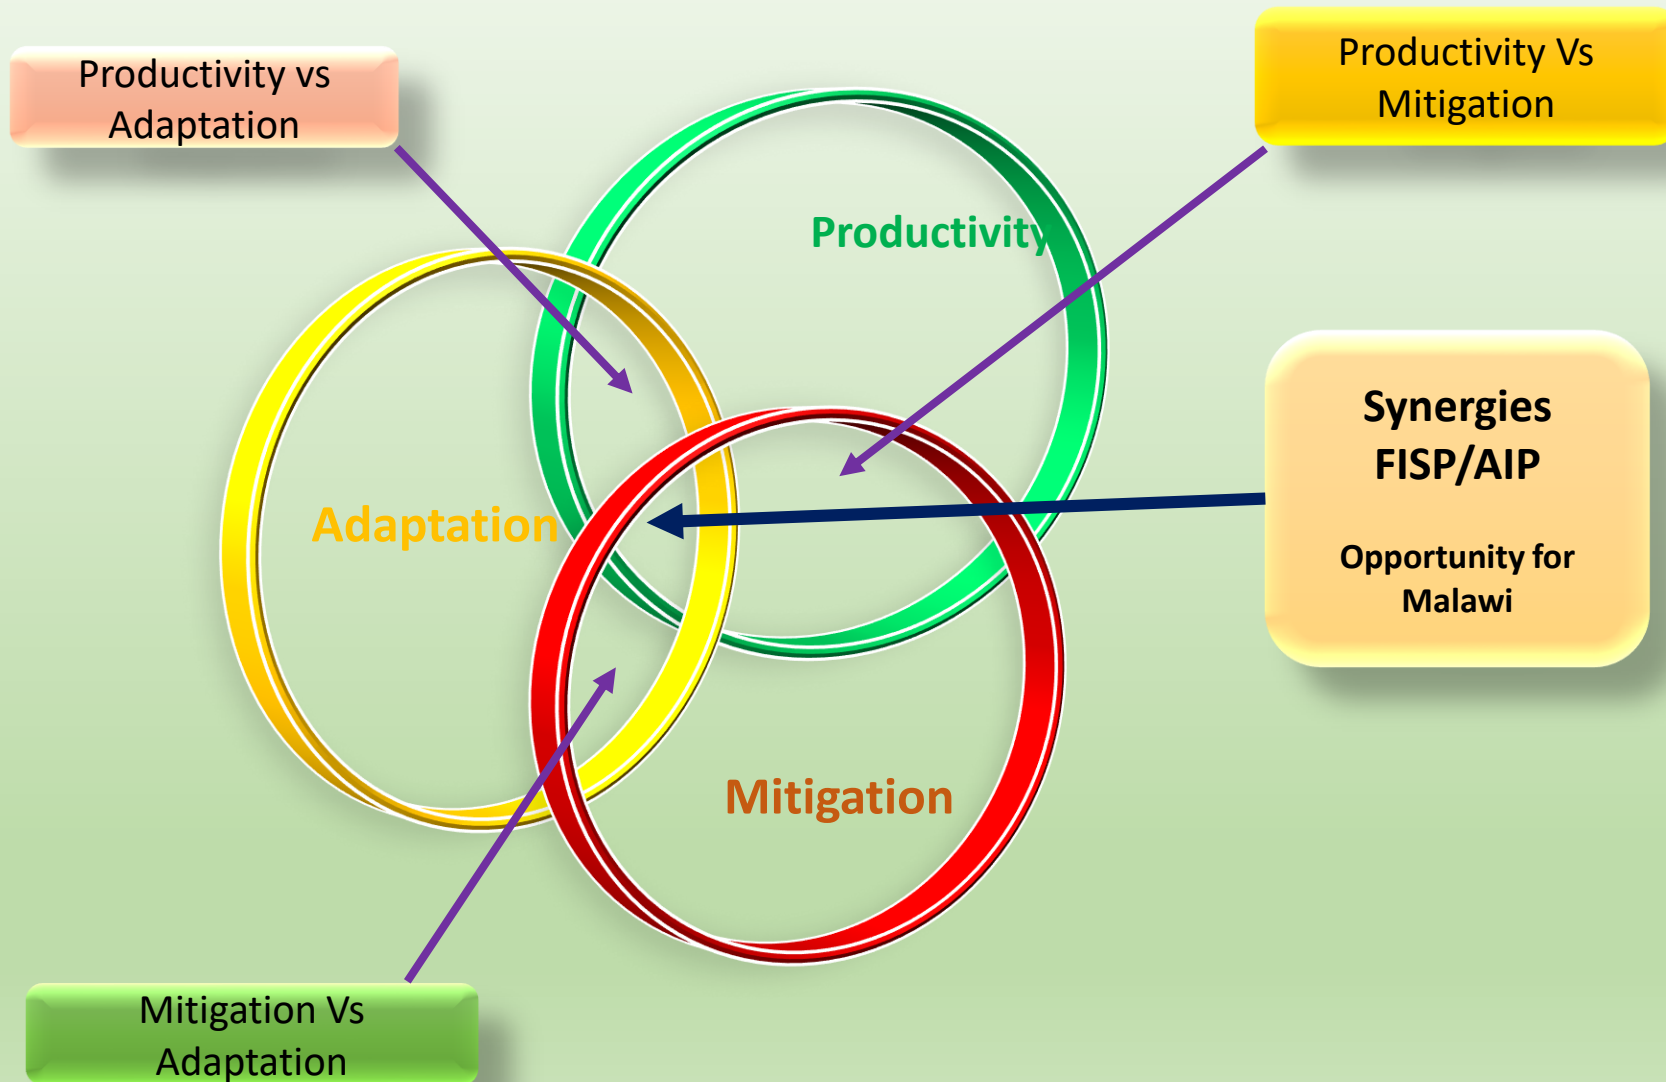 Productivity vs
Adaptation
Productivity Vs
Mitigation
Productivity
Synergies
FISP/AIP
Opportunity for
Malawi
Adaptation
Mitigation
Mitigation Vs
Adaptation